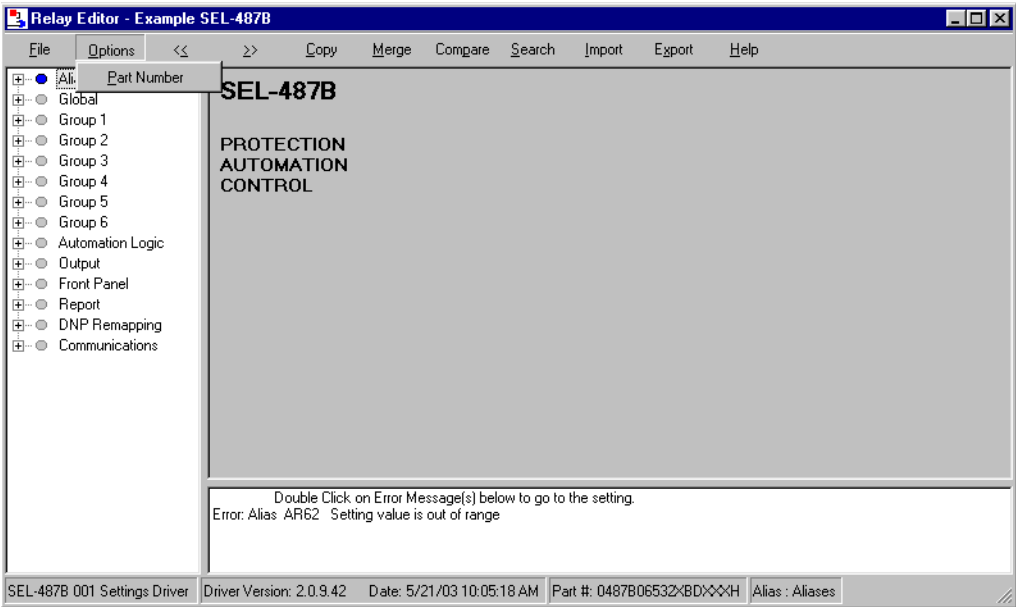 Relay Editor - Example SEL-487B
File Options << >> Copy Merge Compare Search Import Export Help
Part Number
Global
Group 1
Group 2
Group 3
Group 4
Group 5
Group 6
Automation Logic
Output
Front Panel
Report
DNP Remapping
Communications
SEL-487B
PROTECTION
AUTOMATION
CONTROL
Double Click on Error Message(s) below to go to the setting.
Error: Alias AR62 Setting value is out of range
SEL-487B 001 Settings Driver Driver Version: 2.0.9.42 Date: 5/21/03 10:05:18 AM Part #: 0487B06532XBDXXXH Alias : Aliases